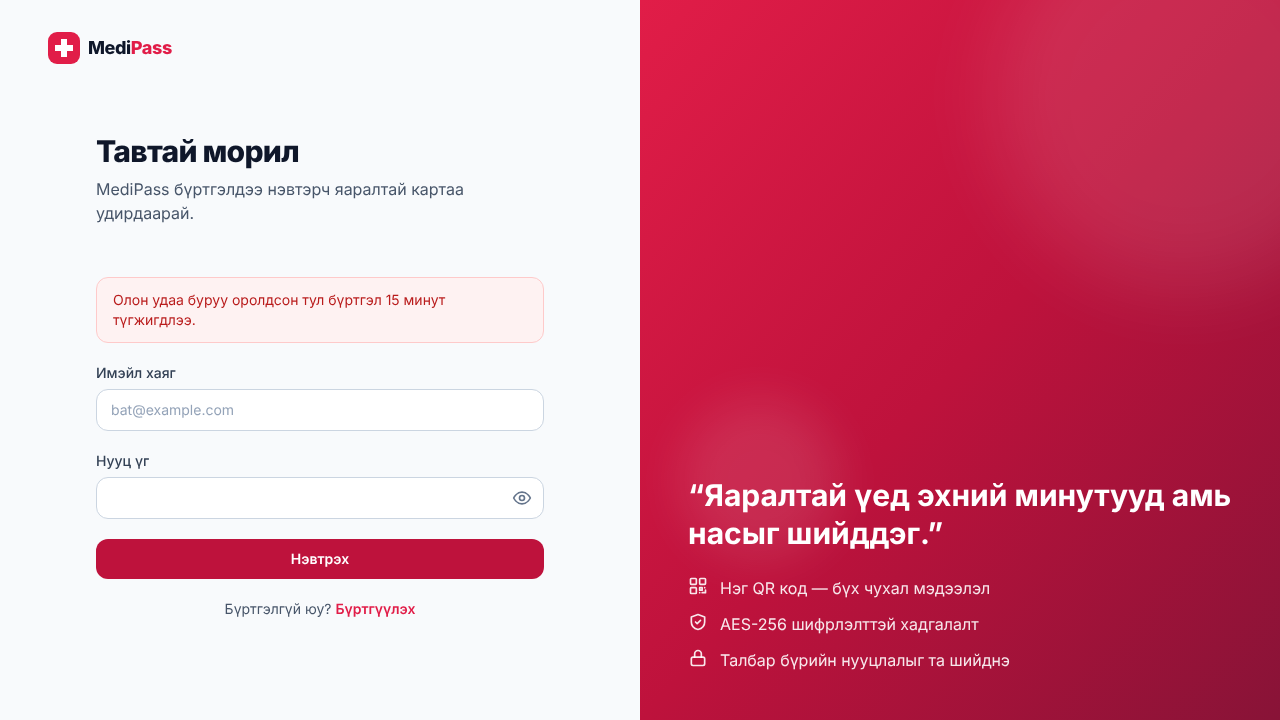 MediPass
Тавтай морил
MediPass бүртгэлдээ нэвтэрч яаралтай картаа
удирдаарай.
Олон удаа буруу оролдсон тул бүртгэл 15 минут
түгжигдлээ.
Имэйл хаяг
bat@example.com
Нууц үг
Нэвтрэх
Бүртгэлгүй юу? Бүртгүүлэх
“Яаралтай үед эхний минутууд амь
насыг шийддэг.”
Нэг QR код — бүх чухал мэдээлэл
AES-256 шифрлэлттэй хадгалалт
Талбар бүрийн нууцлалыг та шийднэ